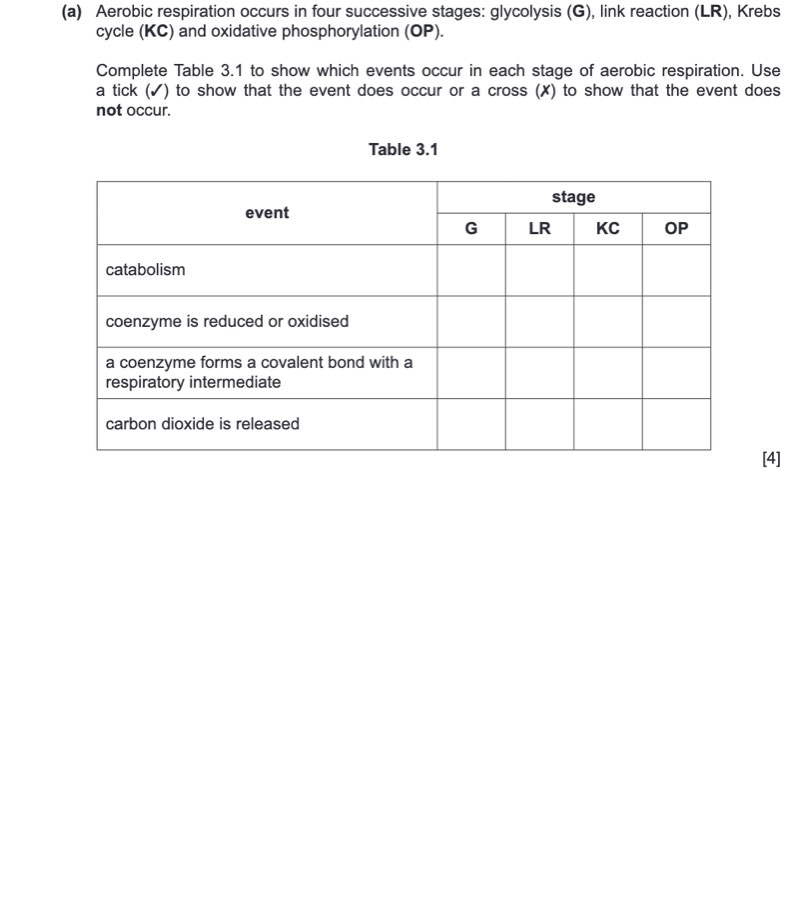 (a) Aerobic respiration occurs in four successive stages: glycolysis (G), link reaction (LR), Krebs
cycle (KC) and oxidative phosphorylation (OP).
Complete Table 3.1 to show which events occur in each stage of aerobic respiration. Use
a tick (✓) to show that the event does occur or a cross (✗) to show that the event does
not occur.
Table 3.1
event
stage
G LR KC OP
catabolism
coenzyme is reduced or oxidised
a coenzyme forms a covalent bond with a
respiratory intermediate
carbon dioxide is released
[4]